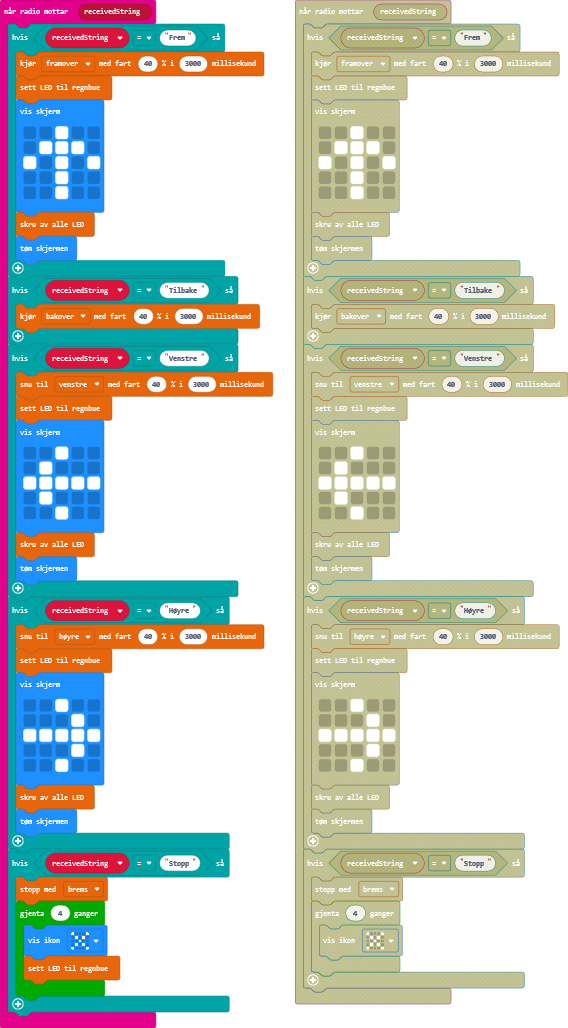 når radio mottar receivedString
hvis receivedString = "Frem" så
kjør framover med fart 40 % i 3000 millisekund
sett LED til regnbue
vis skjerm
skru av alle LED
tøm skjermen
hvis receivedString = "Tilbake" så
kjør bakover med fart 40 % i 3000 millisekund
hvis receivedString = "Venstre" så
snu til venstre med fart 40 % i 3000 millisekund
sett LED til regnbue
vis skjerm
skru av alle LED
tøm skjermen
hvis receivedString = "Høyre" så
snu til høyre med fart 40 % i 3000 millisekund
sett LED til regnbue
vis skjerm
skru av alle LED
tøm skjermen
hvis receivedString = "Stopp" så
stopp med brems
gjenta 4 ganger
vis ikon
sett LED til regnbue
når radio mottar receivedString
hvis receivedString = "Frem" så
kjør framover med fart 40 % i 3000 millisekund
sett LED til regnbue
vis skjerm
skru av alle LED
tøm skjermen
hvis receivedString = "Tilbake" så
kjør bakover med fart 40 % i 3000 millisekund
hvis receivedString = "Venstre" så
snu til venstre med fart 40 % i 3000 millisekund
sett LED til regnbue
vis skjerm
skru av alle LED
tøm skjermen
hvis receivedString = "Høyre" så
snu til høyre med fart 40 % i 3000 millisekund
sett LED til regnbue
vis skjerm
skru av alle LED
tøm skjermen
hvis receivedString = "Stopp" så
stopp med brems
gjenta 4 ganger
vis ikon